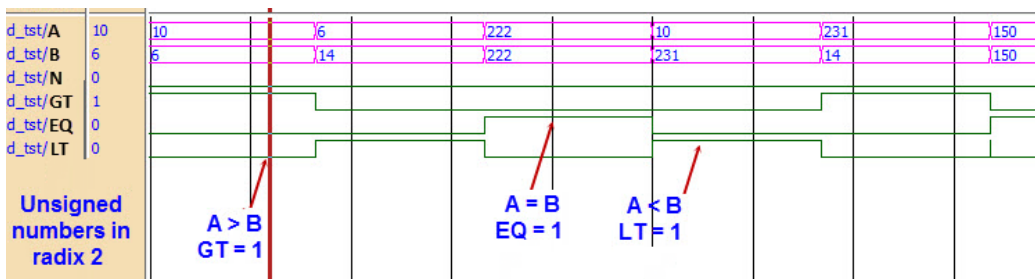 d_tst/A 10 10 6 222 10 231 150
d_tst/B 6 6 14 222 231 14 150
d_tst/N 0
d_tst/GT 1
d_tst/EQ 0
d_tst/LT 0
Unsigned
numbers in
radix 2
A > B
GT = 1
A = B
EQ = 1
A < B
LT = 1